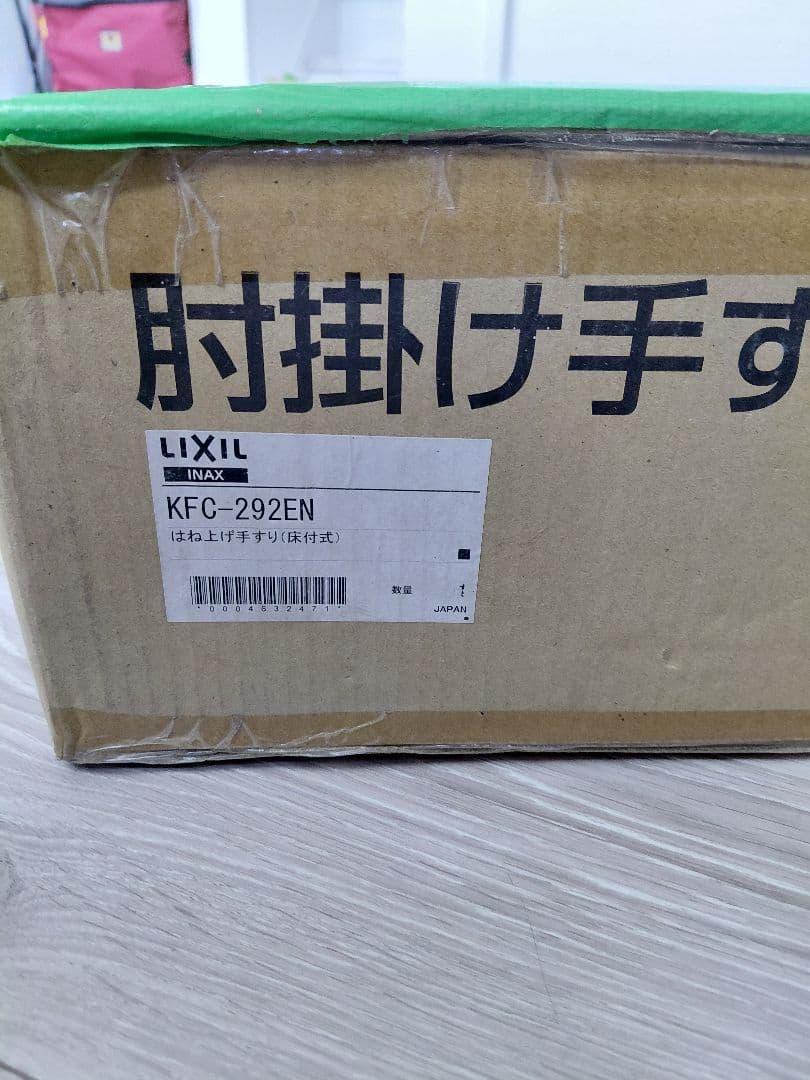 肘掛け手す
LIXIL
INAX
KFC-292EN
はね上げ手すり(床付式)
*0004632471*
数量
JAPAN